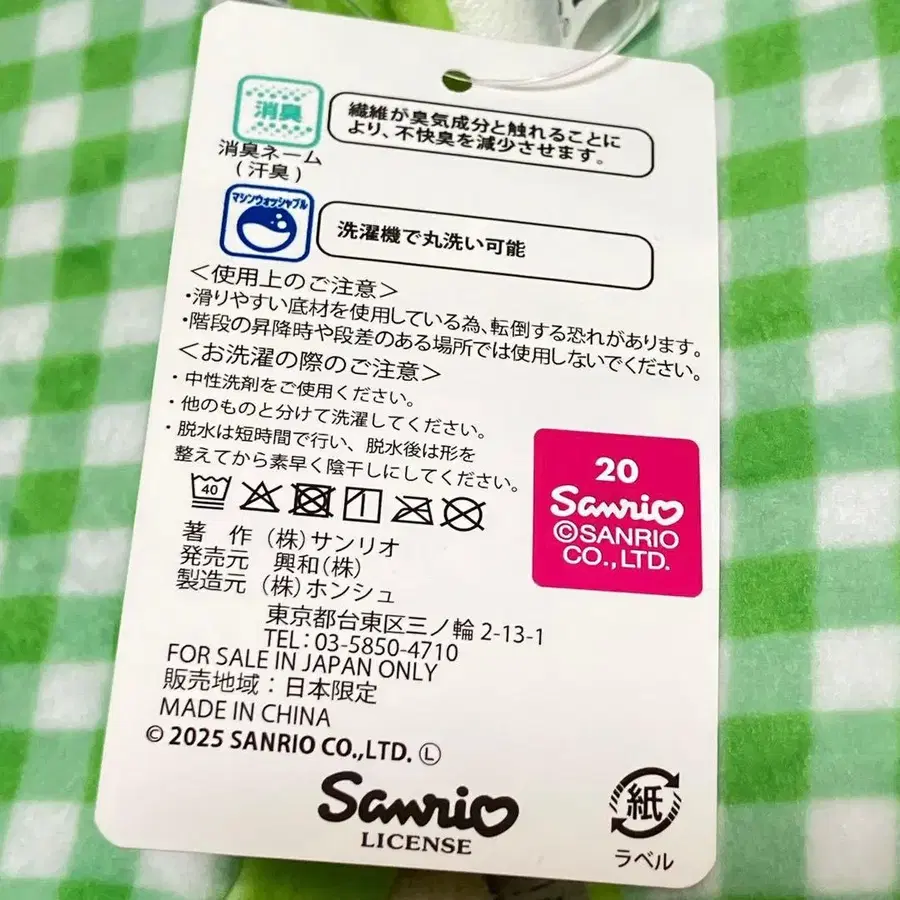 消臭
消臭ネーム
(汗臭)
繊維が臭気成分と触れることに
より、不快臭を減少させます。
マシンウォッシャブル
洗濯機で丸洗い可能
＜使用上のご注意＞
・滑りやすい底材を使用している為、転倒する恐れがあります。
・階段の昇降時や段差のある場所では使用しないでください。
＜お洗濯の際のご注意＞
・中性洗剤をご使用ください。
・他のものと分けて洗濯してください。
・脱水は短時間で行い、脱水後は形を
整えてから素早く陰干しにしてください。
40
20
Sanrio
©SANRIO
CO.,LTD.
著 作 (株)サンリオ
発売元 興和(株)
製造元 (株)ホンシュ
東京都台東区三ノ輪2-13-1
TEL:03-5850-4710
FOR SALE IN JAPAN ONLY
販売地域：日本限定
MADE IN CHINA
© 2025 SANRIO CO.,LTD. Ⓛ
Sanrio
LICENSE
紙
ラベル